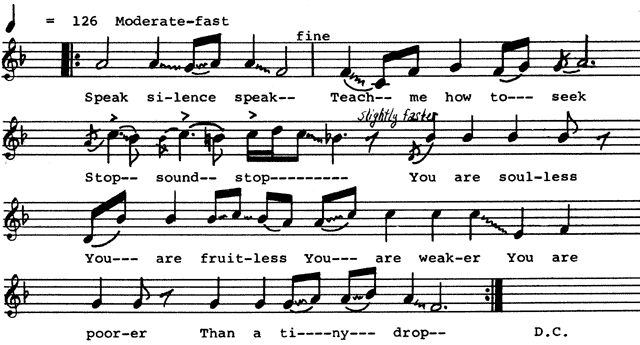 = 126 Moderate-fast
fine
Speak si-lence speak-- Teach-- me how to--- seek
slightly faster
Stop-- sound-- stop---------- You are soul-less
You--- are fruit-less You--- are weak-er You are
poor-er Than a ti----ny--- drop-- D.C.